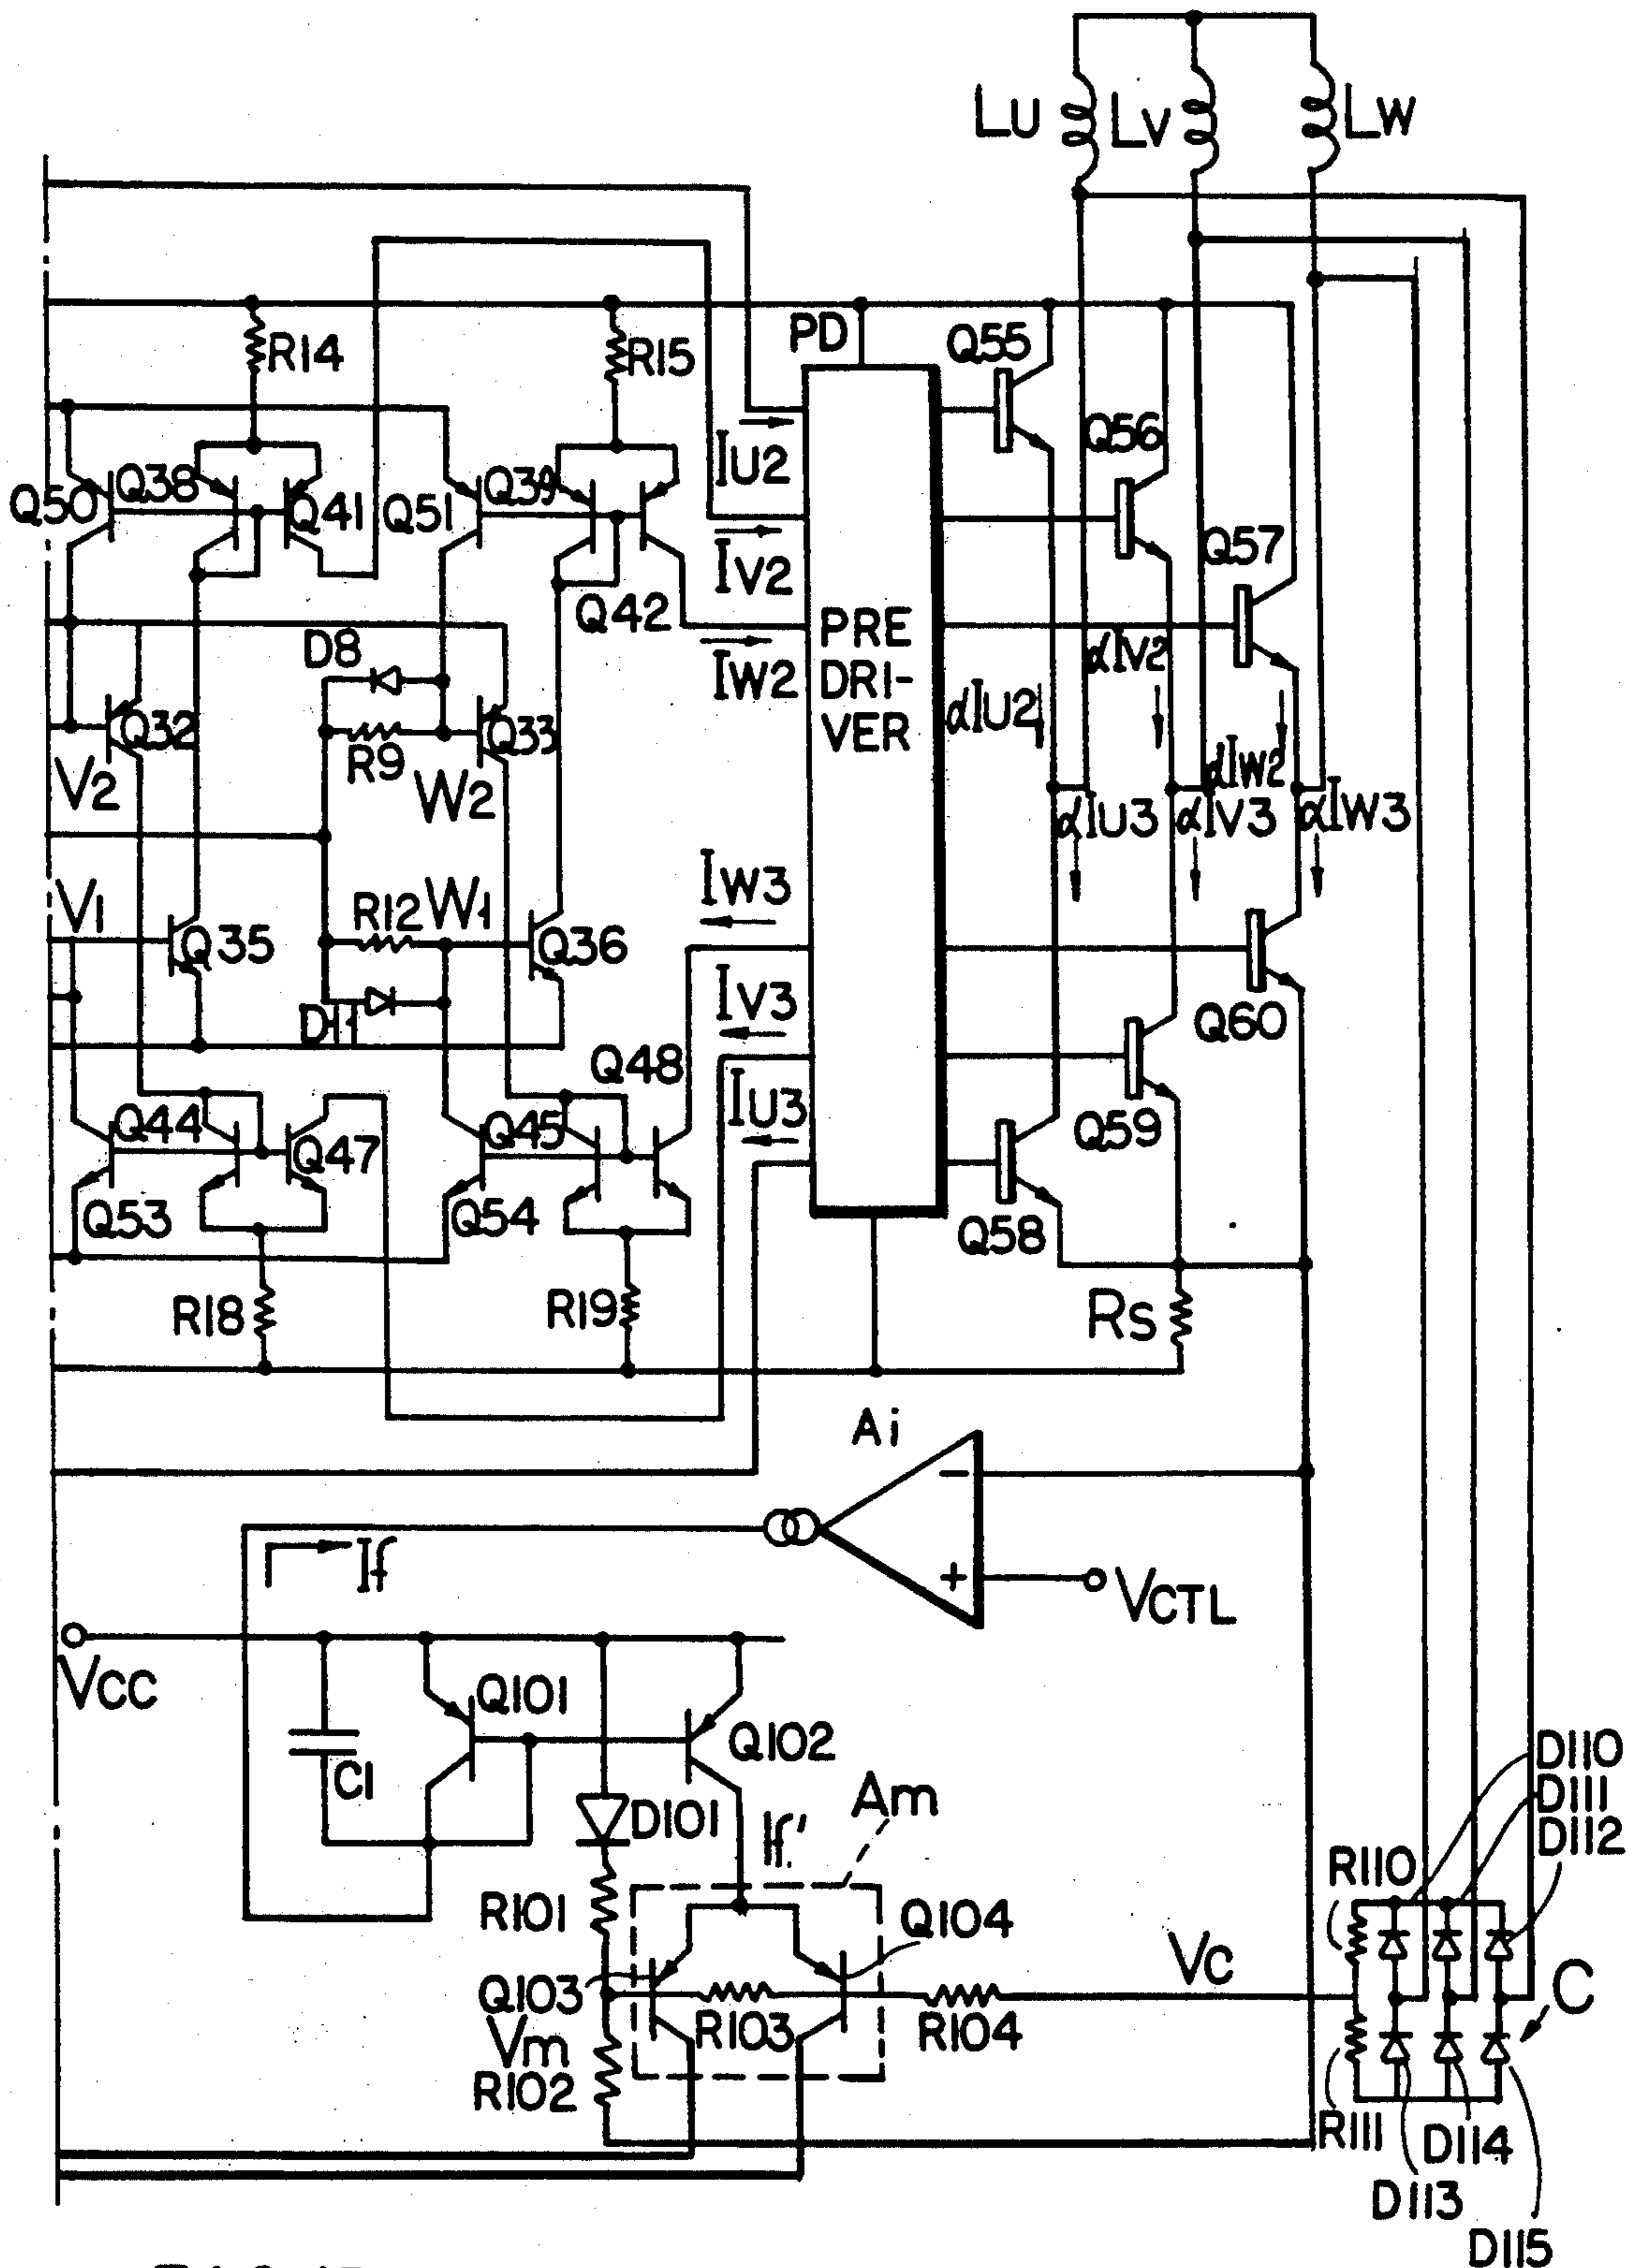 LU LV LW
R14 R15 PD Q55
IU2 Q56
Q50 Q38 Q41 Q51 Q39
IV2 Q57
Q42
D8 IW2 PRE
DRI-
VER
αIV2
Q32 R9 Q33 αIU2
V2 W2 αIW2
αIU3 αIV3 αIW3
V1 R12 W1 IW3
Q35 Q36
D11 IV3 Q60
Q48
Q44 Q47 Q45 IU3 Q59
Q53 Q54 Q58
R18 R19 RS
Ai
−
If
+ VCTL
VCC Q101
Q102
C1 D101 If' Am
D110
D111
D112
R101 Q104 R110
Q103 VC C
Vm R103 R104
R102 R111
D114
D113
D115